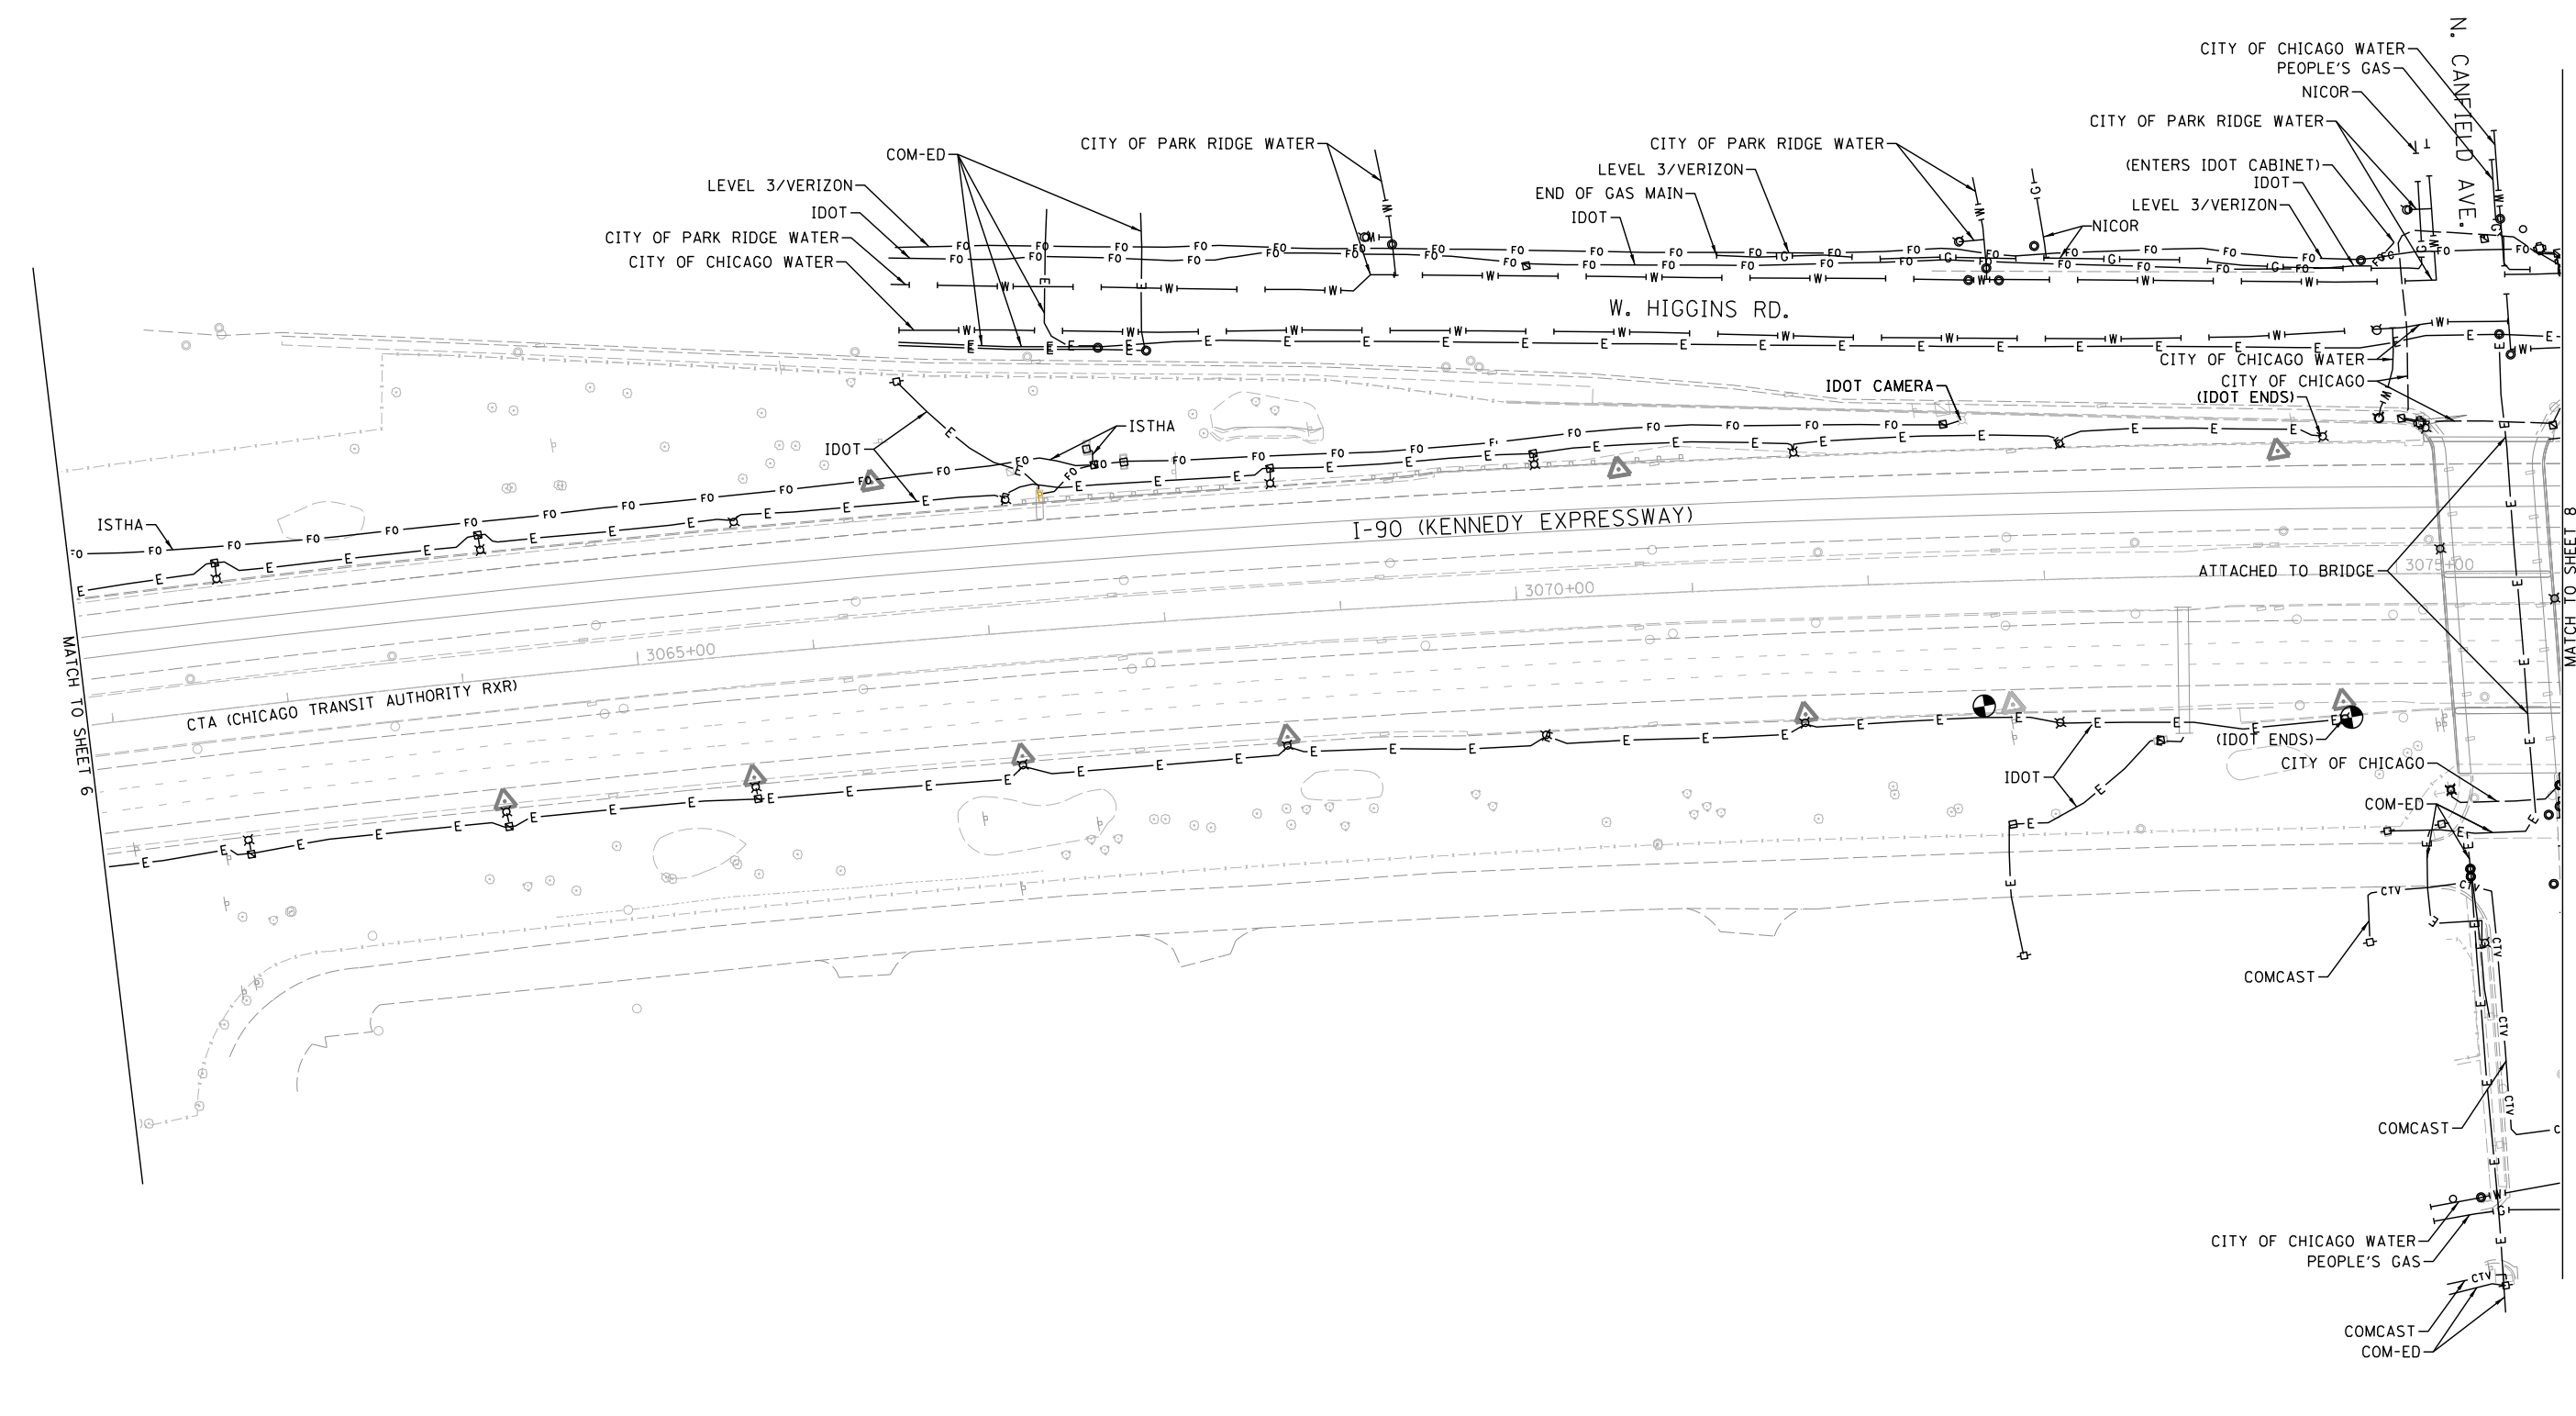 N. CANFIELD AVE.
CITY OF CHICAGO WATER
PEOPLE'S GAS
NICOR
CITY OF PARK RIDGE WATER
(ENTERS IDOT CABINET)
IDOT
LEVEL 3/VERIZON
CITY OF PARK RIDGE WATER
LEVEL 3/VERIZON
END OF GAS MAIN
IDOT
NICOR
CITY OF PARK RIDGE WATER
COM-ED
LEVEL 3/VERIZON
IDOT
CITY OF PARK RIDGE WATER
CITY OF CHICAGO WATER
W. HIGGINS RD.
CITY OF CHICAGO WATER
CITY OF CHICAGO
(IDOT ENDS)
IDOT CAMERA
ISTHA
IDOT
ISTHA
I-90 (KENNEDY EXPRESSWAY)
3075+00
ATTACHED TO BRIDGE
3070+00
3065+00
CTA (CHICAGO TRANSIT AUTHORITY RXR)
MATCH TO SHEET 6
MATCH TO SHEET 8
(IDOT ENDS)
CITY OF CHICAGO
IDOT
COM-ED
COMCAST
COMCAST
CITY OF CHICAGO WATER
PEOPLE'S GAS
COMCAST
COM-ED